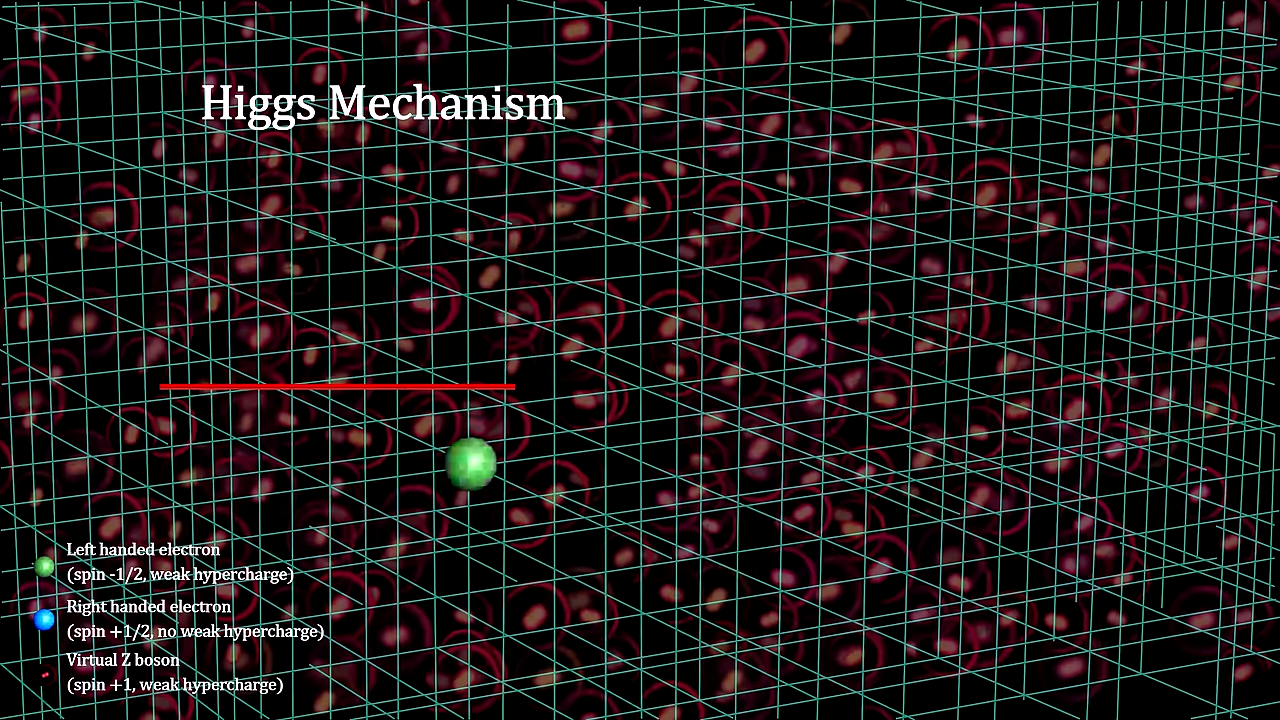 Higgs Mechanism
Left handed electron
(spin -1/2, weak hypercharge)
Right handed electron
(spin +1/2, no weak hypercharge)
Virtual Z boson
(spin +1, weak hypercharge)